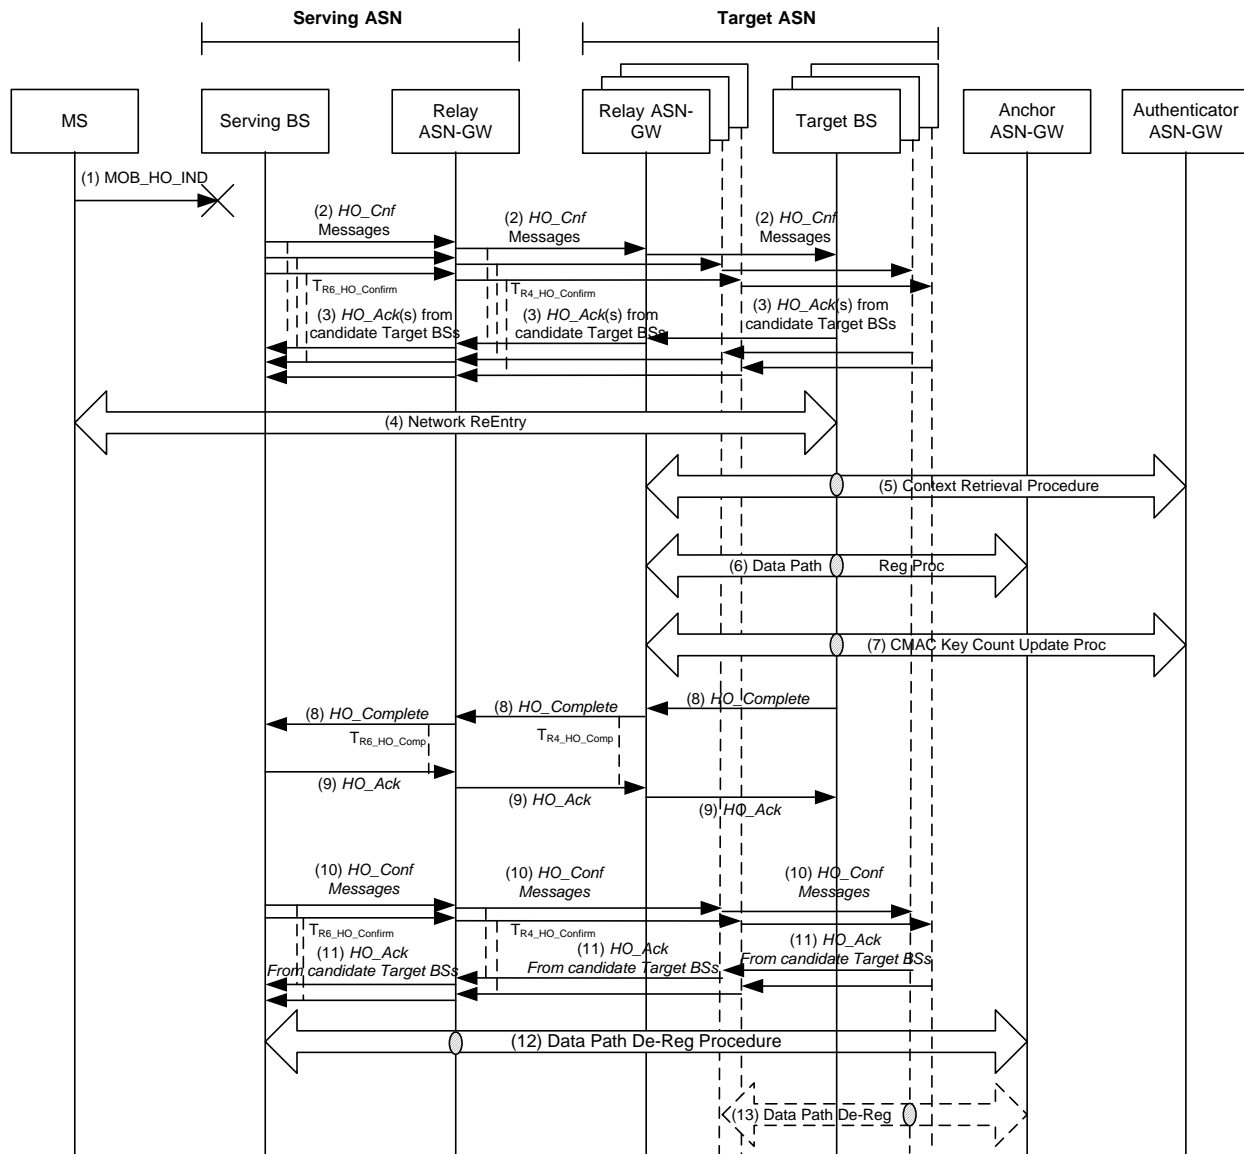 Serving ASN
Target ASN
MS
Serving BS
Relay
ASN-GW
Relay ASN-
GW
Target BS
Anchor
ASN-GW
Authenticator
ASN-GW
(1) MOB_HO_IND
(2) HO_Cnf
Messages
(2) HO_Cnf
Messages
(2) HO_Cnf
Messages
TR6_HO_Confirm
TR4_HO_Confirm
(3) HO_Ack(s) from
candidate Target BSs
(3) HO_Ack(s) from
candidate Target BSs
(3) HO_Ack(s) from
candidate Target BSs
(4) Network ReEntry
(5) Context Retrieval Procedure
(6) Data Path Reg Proc
(7) CMAC Key Count Update Proc
(8) HO_Complete
(8) HO_Complete
(8) HO_Complete
TR6_HO_Comp
TR4_HO_Comp
(9) HO_Ack
(9) HO_Ack
(9) HO_Ack
(10) HO_Conf
Messages
(10) HO_Conf
Messages
(10) HO_Conf
Messages
TR6_HO_Confirm
TR4_HO_Confirm
(11) HO_Ack
From candidate Target BSs
(11) HO_Ack
From candidate Target BSs
(11) HO_Ack
From candidate Target BSs
(12) Data Path De-Reg Procedure
(13) Data Path De-Reg